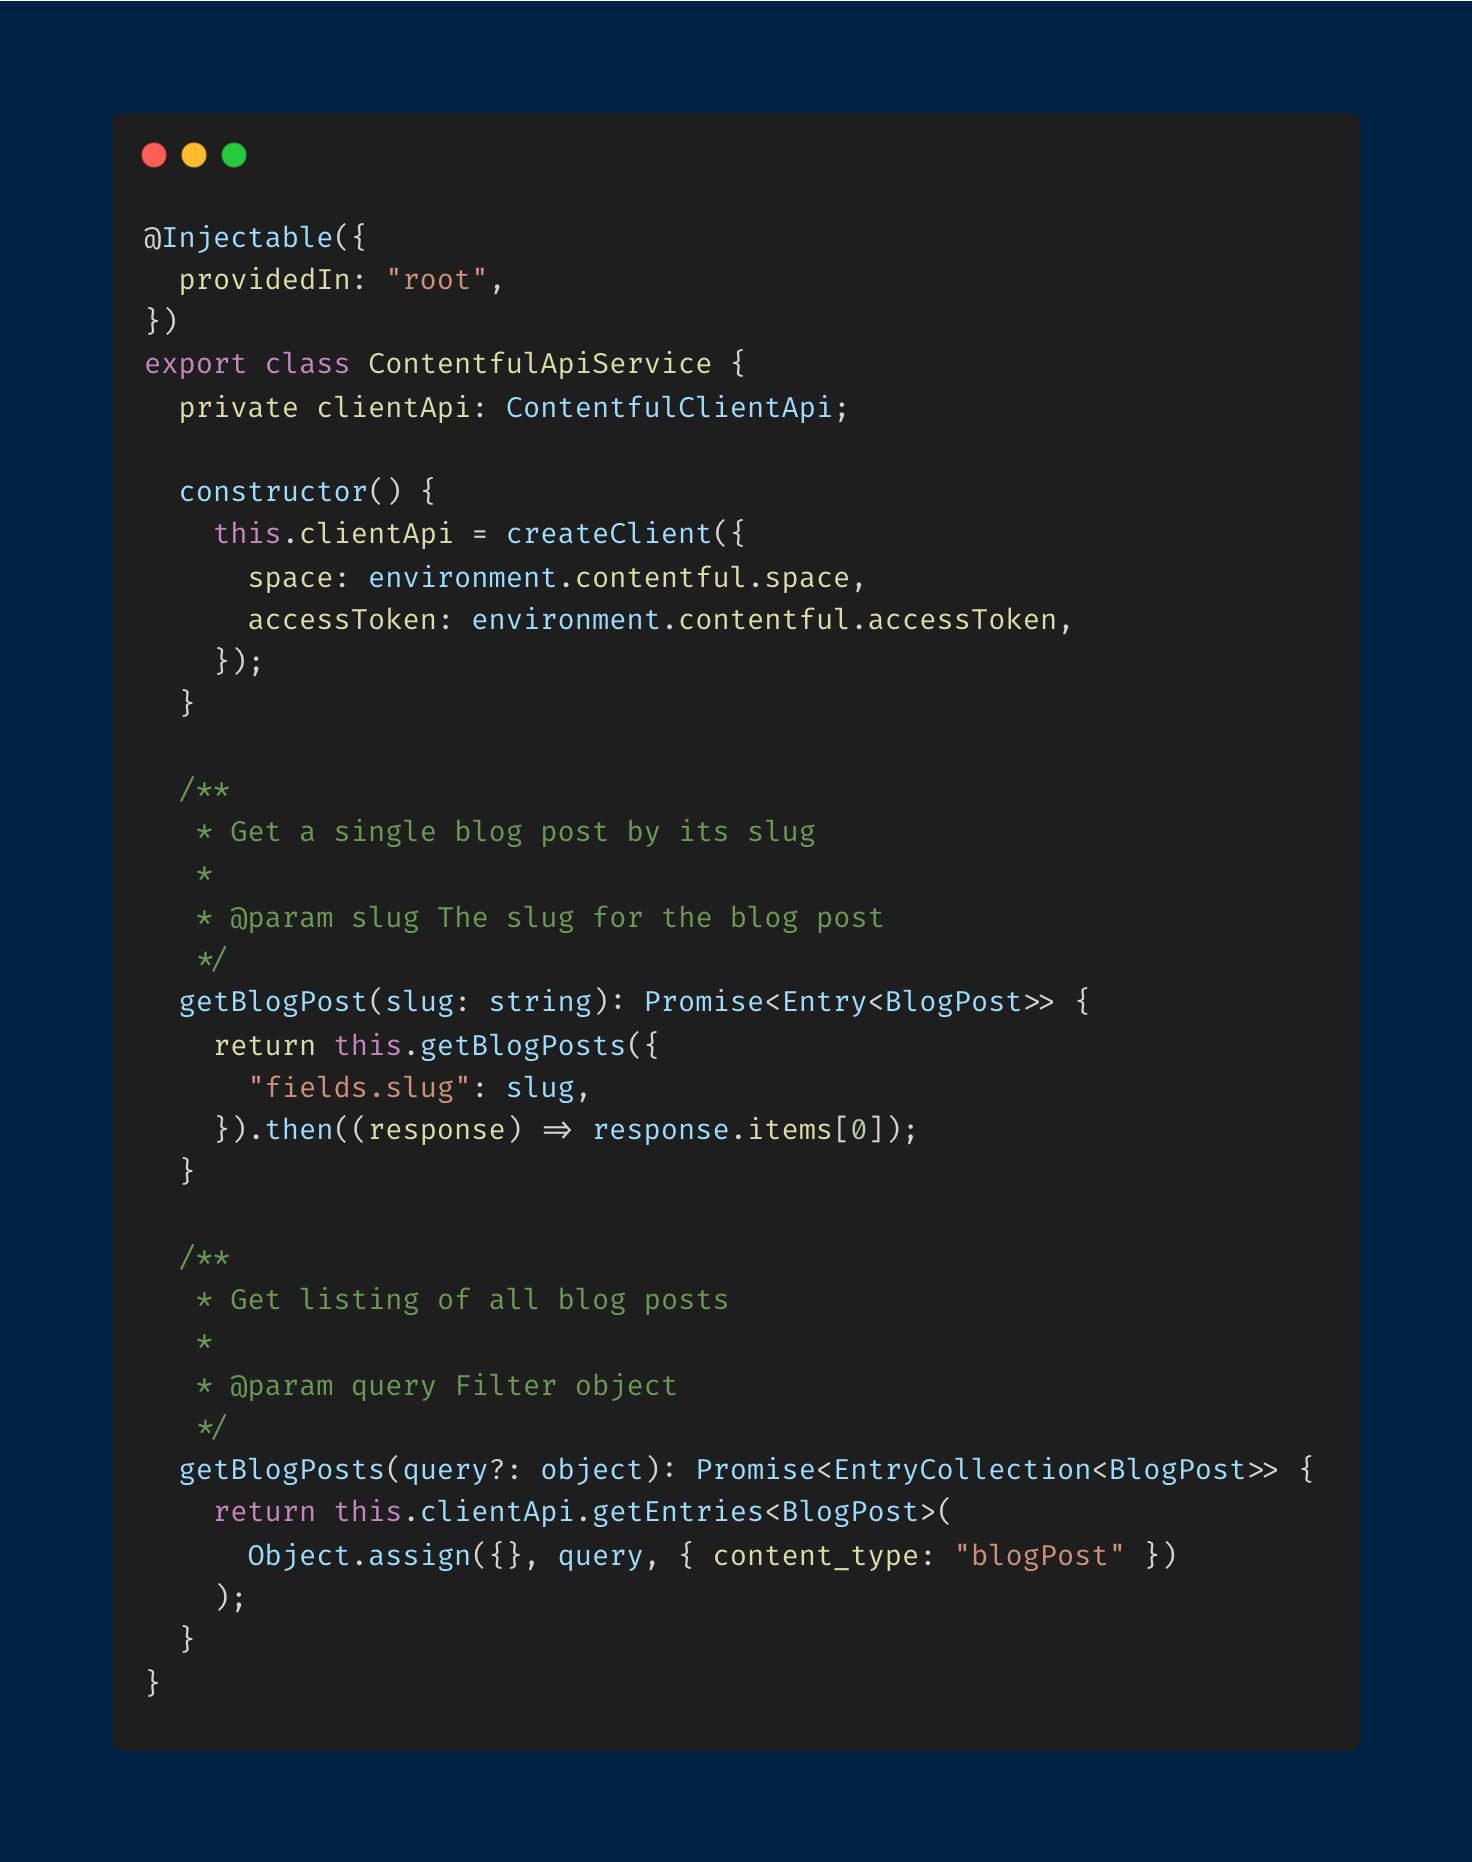 @Injectable({
  providedIn: "root",
})
export class ContentfulApiService {
  private clientApi: ContentfulClientApi;

  constructor() {
    this.clientApi = createClient({
      space: environment.contentful.space,
      accessToken: environment.contentful.accessToken,
    });
  }

  /**
   * Get a single blog post by its slug
   *
   * @param slug The slug for the blog post
   */
  getBlogPost(slug: string): Promise<Entry<BlogPost>> {
    return this.getBlogPosts({
      "fields.slug": slug,
    }).then((response) => response.items[0]);
  }

  /**
   * Get listing of all blog posts
   *
   * @param query Filter object
   */
  getBlogPosts(query?: object): Promise<EntryCollection<BlogPost>> {
    return this.clientApi.getEntries<BlogPost>(
      Object.assign({}, query, { content_type: "blogPost" })
    );
  }
}